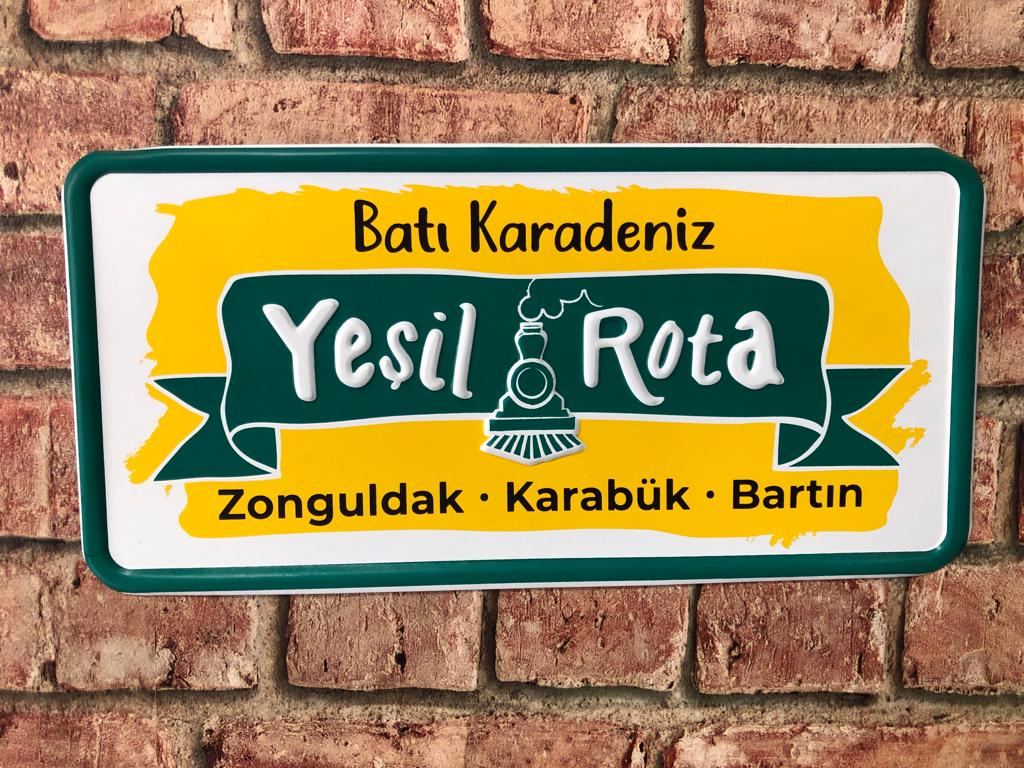 Batı Karadeniz
Yeşil Rota
Zonguldak · Karabük · Bartın